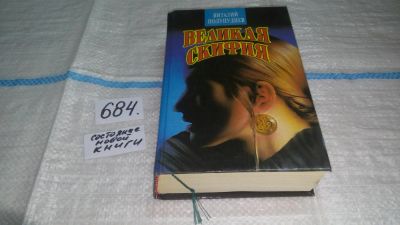 ВИТАЛИЙ ПОЛУПУДНЕВ
ВЕЛИКАЯ
СКИФИЯ
684.
состояние
новой
книги